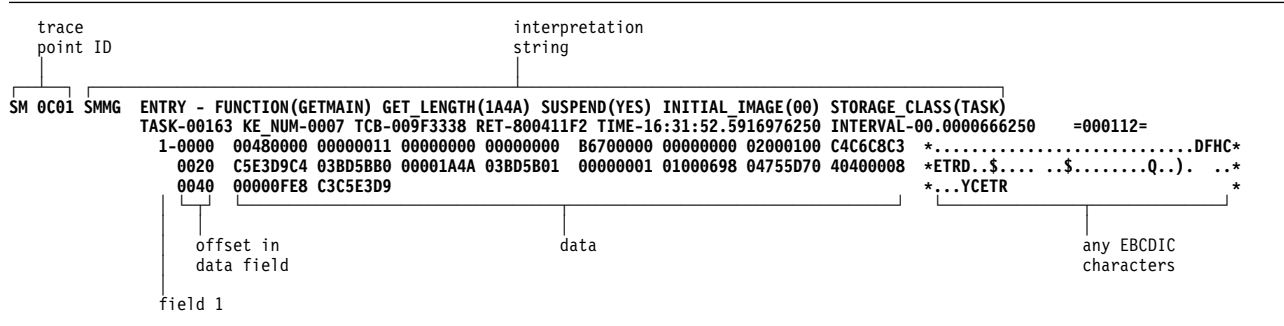 trace interpretation
point ID string
SM 0C01 SMMG ENTRY - FUNCTION(GETMAIN) GET_LENGTH(1A4A) SUSPEND(YES) INITIAL_IMAGE(00) STORAGE_CLASS(TASK)
TASK-00163 KE_NUM-0007 TCB-009F3338 RET-800411F2 TIME-16:31:52.5916976250 INTERVAL-00.0000666250 =000112=
1-0000 00480000 00000011 00000000 00000000 B6700000 00000000 02000100 C4C6C8C3 *............................DFHC*
0020 C5E3D9C4 03BD5BB0 00001A4A 03BD5B01 00000001 01000698 04755D70 40400008 *ETRD..$.... ..$........Q..). ..*
0040 00000FE8 C3C5E3D9 *...YCETR *
offset in data any EBCDIC
data field characters
field 1